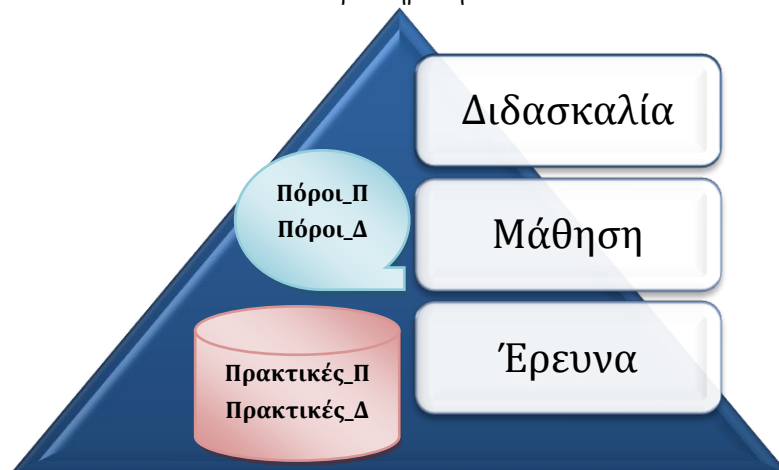 Διδασκαλία
Πόροι_Π
Πόροι_Δ
Μάθηση
Έρευνα
Πρακτικές_Π
Πρακτικές_Δ